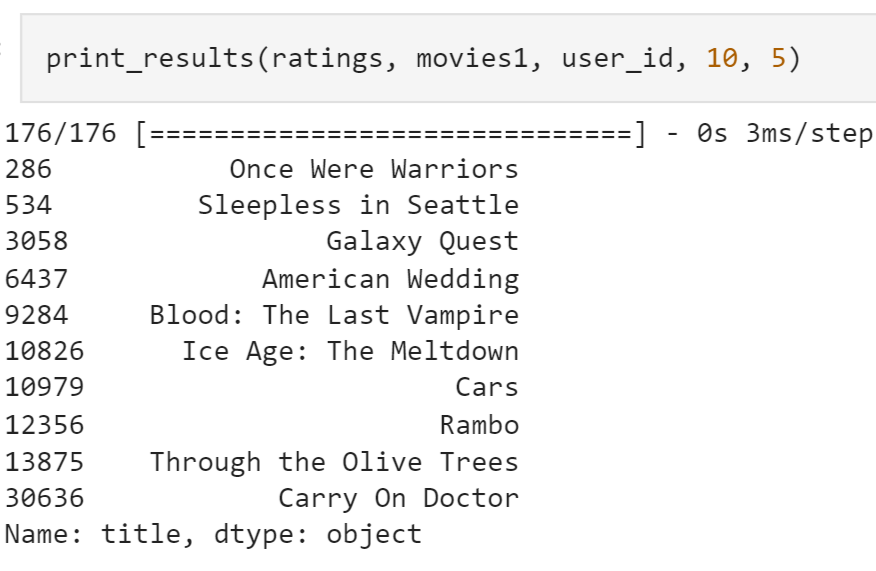 print_results(ratings, movies1, user_id, 10, 5)
176/176 [==============================] - 0s 3ms/step
286 Once Were Warriors
534 Sleepless in Seattle
3058 Galaxy Quest
6437 American Wedding
9284 Blood: The Last Vampire
10826 Ice Age: The Meltdown
10979 Cars
12356 Rambo
13875 Through the Olive Trees
30636 Carry On Doctor
Name: title, dtype: object